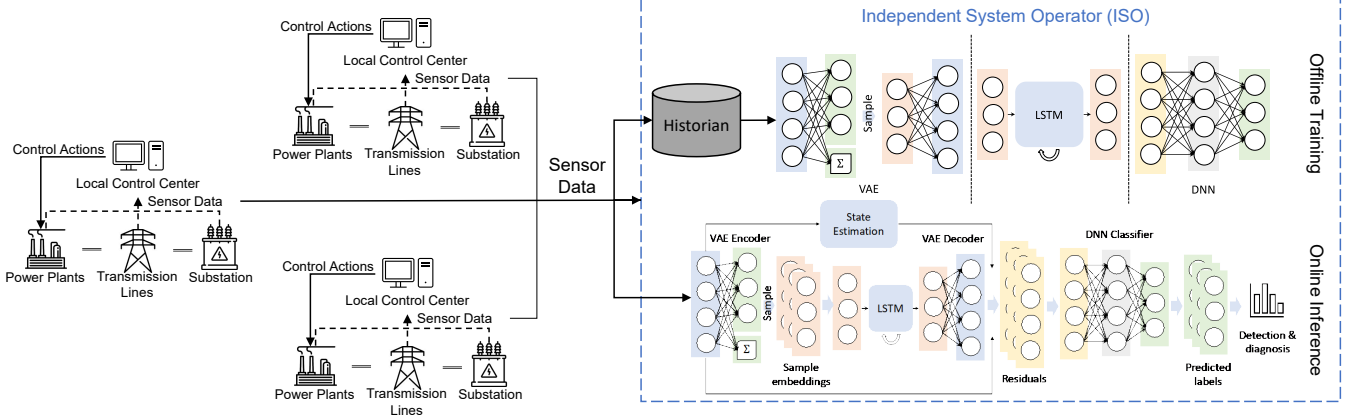 Control Actions
Local Control Center
Sensor Data
Power Plants
Transmission
Lines
Substation
Control Actions
Local Control Center
Sensor Data
Power Plants
Transmission
Lines
Substation
Control Actions
Local Control Center
Sensor Data
Power Plants
Transmission
Lines
Substation
Sensor
Data
Independent System Operator (ISO)
Historian
Sample
Σ
VAE
LSTM
DNN
Offline Training
State
Estimation
VAE Encoder
VAE Decoder
DNN Classifier
Sample
Σ
LSTM
Sample
embeddings
Residuals
Predicted
labels
Detection &
diagnosis
Online Inference